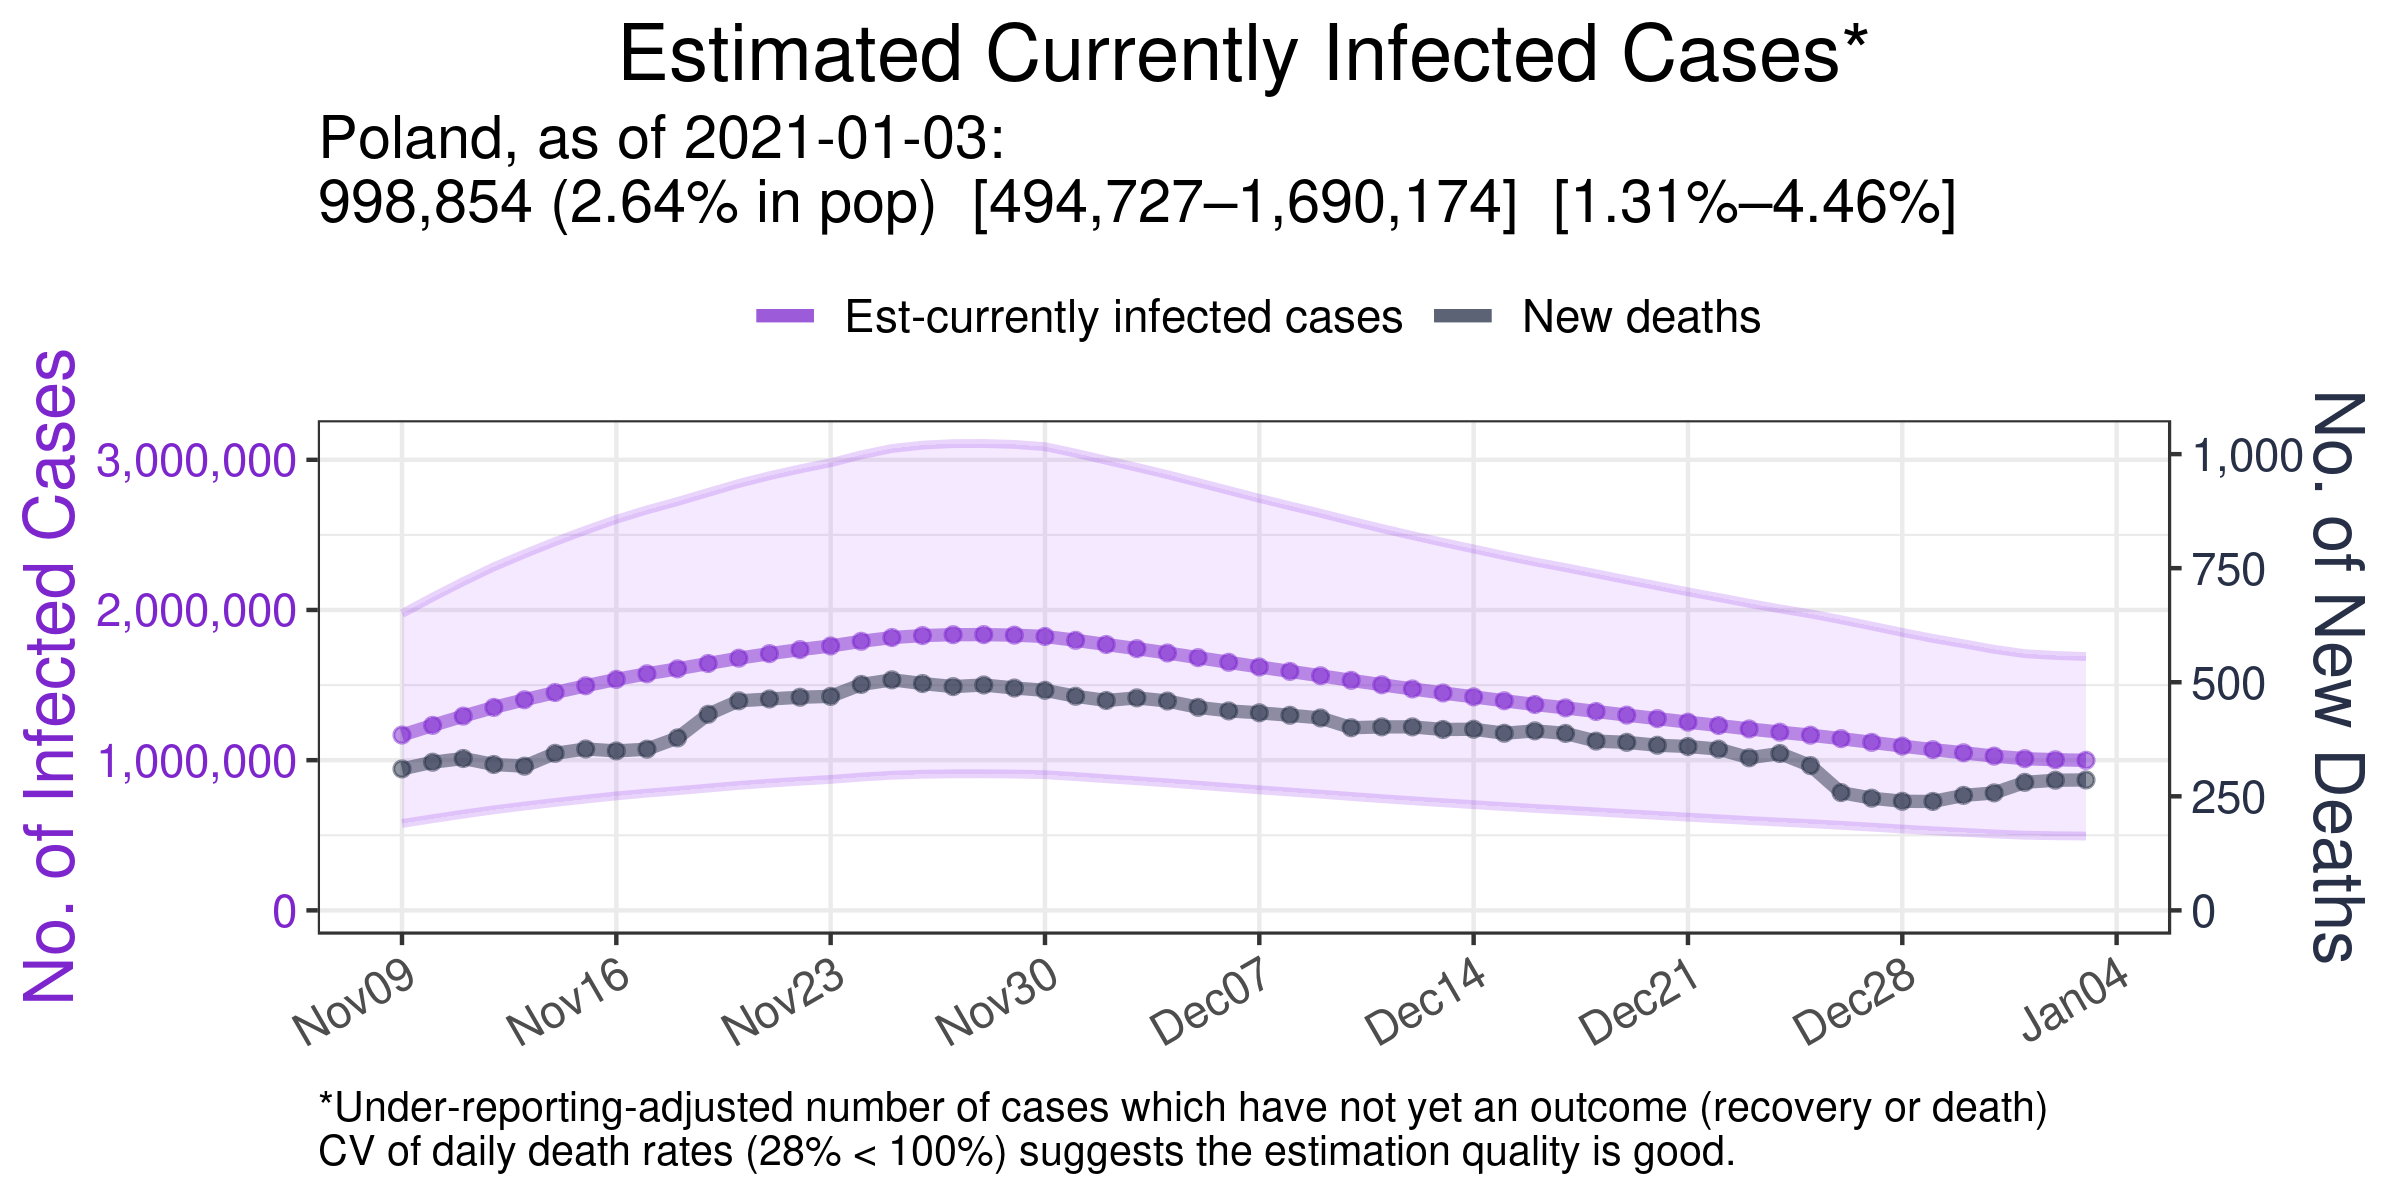 Estimated Currently Infected Cases*
Poland, as of 2021-01-03:
998,854 (2.64% in pop) [494,727–1,690,174] [1.31%–4.46%]
Est-currently infected cases New deaths
No. of Infected Cases
3,000,000
2,000,000
1,000,000
0
1,000
750
500
250
0
No. of New Deaths
Nov09 Nov16 Nov23 Nov30 Dec07 Dec14 Dec21 Dec28 Jan04
*Under-reporting-adjusted number of cases which have not yet an outcome (recovery or death)
CV of daily death rates (28% < 100%) suggests the estimation quality is good.